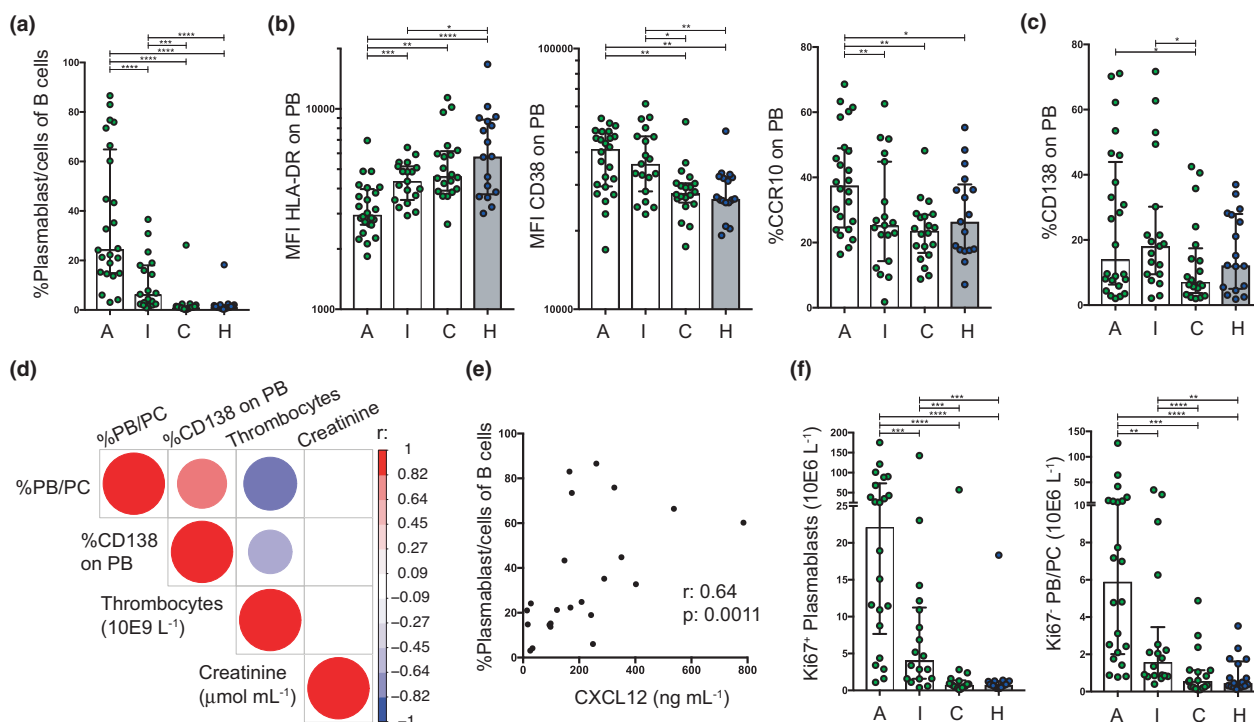 (a)
%Plasmablast/cells of B cells
****
***
****
****
****
100
80
60
40
20
0
A I C H
(b)
MFI HLA-DR on PB
*
****
**
***
10000
1000
A I C H
MFI CD38 on PB
**
*
**
**
100000
10000
A I C H
%CCR10 on PB
*
**
**
80
60
40
20
0
A I C H
(c)
%CD138 on PB
*
*
80
60
40
20
0
A I C H
(d)
%PB/PC
%CD138 on PB
Thrombocytes
Creatinine
r:
%PB/PC
%CD138
on PB
Thrombocytes
(10E9 L⁻¹)
Creatinine
(μmol mL⁻¹)
1
0.82
0.64
0.45
0.27
0.09
−0.09
−0.27
−0.45
−0.64
−0.82
−1
(e)
%Plasmablast/cells of B cells
100
80
60
40
20
0
r: 0.64
p: 0.0011
0 200 400 600 800
CXCL12 (ng mL⁻¹)
(f)
Ki67⁺ Plasmablasts (10E6 L⁻¹)
***
***
****
****
***
200
150
100
50
25
20
15
10
5
0
A I C H
Ki67⁻ PB/PC (10E6 L⁻¹)
**
****
****
***
**
150
100
50
10
8
6
4
2
0
A I C H